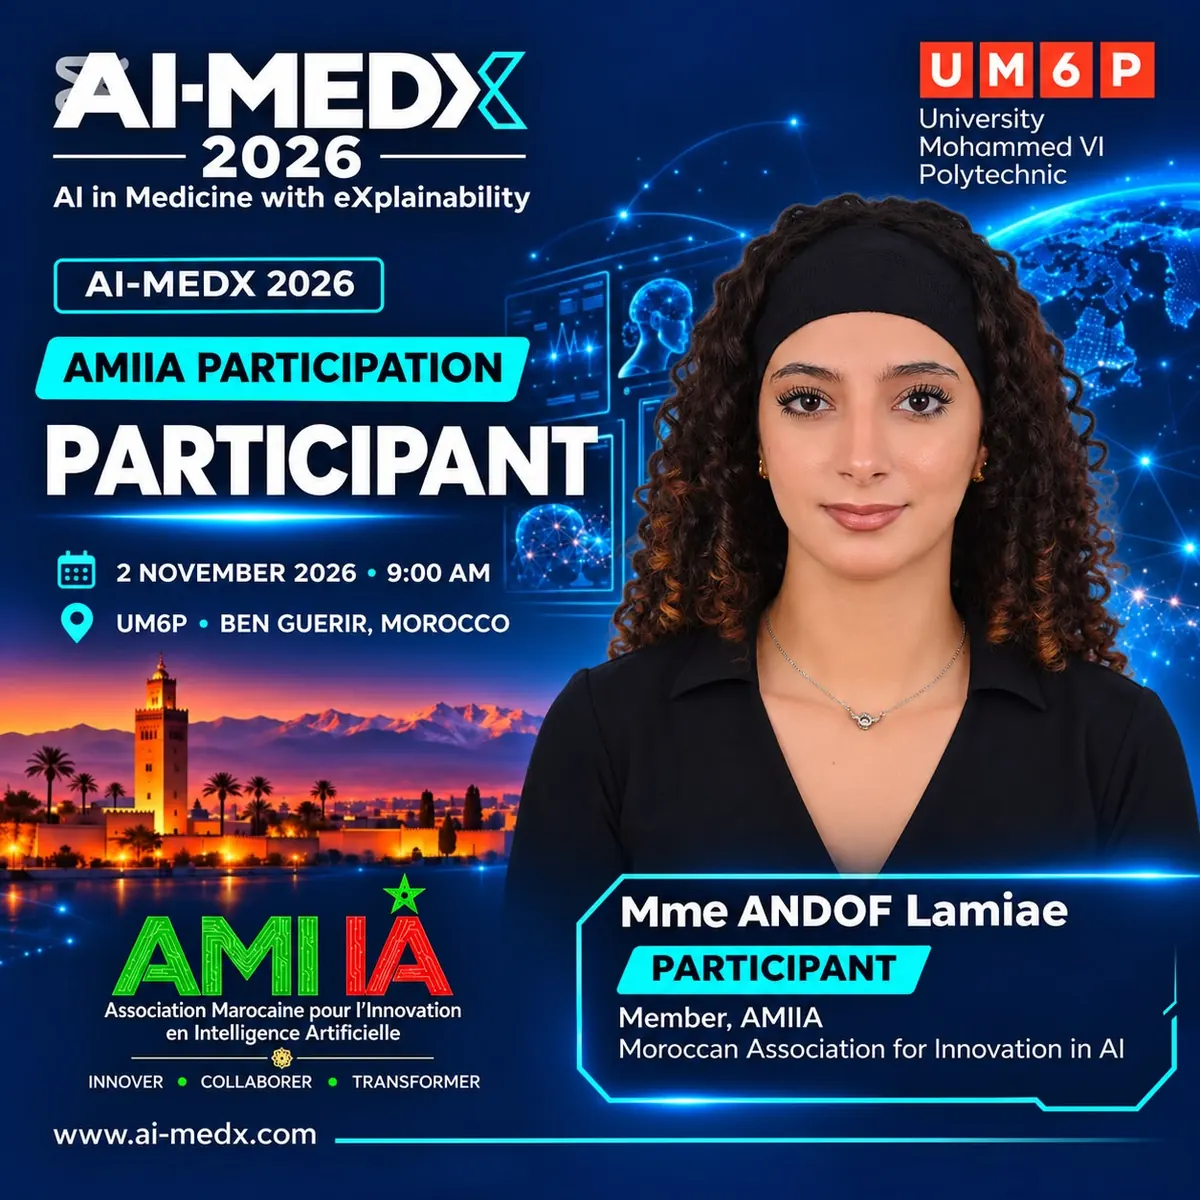 AI-MEDX
2026
AI in Medicine with eXplainability
UM6P
University
Mohammed VI
Polytechnic
AI-MEDX 2026
AMIIA PARTICIPATION
PARTICIPANT
2 NOVEMBER 2026 • 9:00 AM
UM6P • BEN GUERIR, MOROCCO
AMIIA
Association Marocaine pour l'Innovation
en Intelligence Artificielle
INNOVER • COLLABORER • TRANSFORMER
www.ai-medx.com
Mme ANDOF Lamiae
PARTICIPANT
Member, AMIIA
Moroccan Association for Innovation in AI